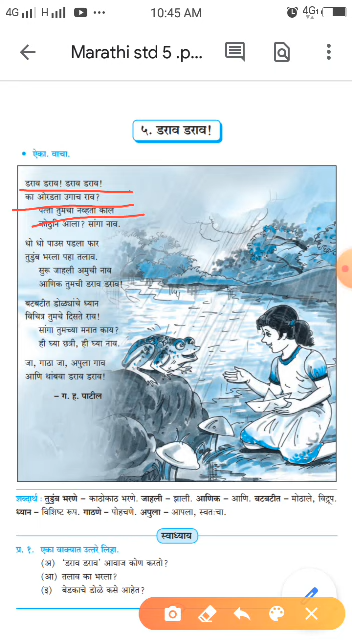 4G H 10:45 AM 4G
Marathi std 5 .p...
५. डराव डराव!
• ऐका. वाचा.
डराव डराव! डराव डराव!
का ओरडता उगाच राव?
पत्ता तुमचा नव्हता काल
कोठुनि आला? सांगा नाव.
धो धो पाऊस पडला फार
तुडुंब भरला पहा तलाव.
सुरू जाहली अमुची नाव
आणिक तुमची डराव डराव!
बटबटीत डोळ्यांचे ध्यान
विचित्र तुमचे दिसते राव!
सांगा तुमच्या मनात काय?
ही घ्या छत्री, ही घ्या नाव.
जा, गाठा जा, अपुला गाव
आणि थांबवा डराव डराव!
– ग. ह. पाटील
शब्दार्थ : तुडुंब भरणे – काठोकाठ भरणे. जाहली – झाली. आणिक – आणि. बटबटीत – मोठाले, विद्रूप.
ध्यान – विशिष्ट रूप. गाठणे – पोहचणे. अपुला – आपला, स्वतःचा.
स्वाध्याय
प्र. १. एका वाक्यात उत्तरे लिहा.
(अ) 'डराव डराव' आवाज कोण करतो?
(आ) तलाव का भरला?
(इ) बेडकाचे डोळे कसे आहेत?